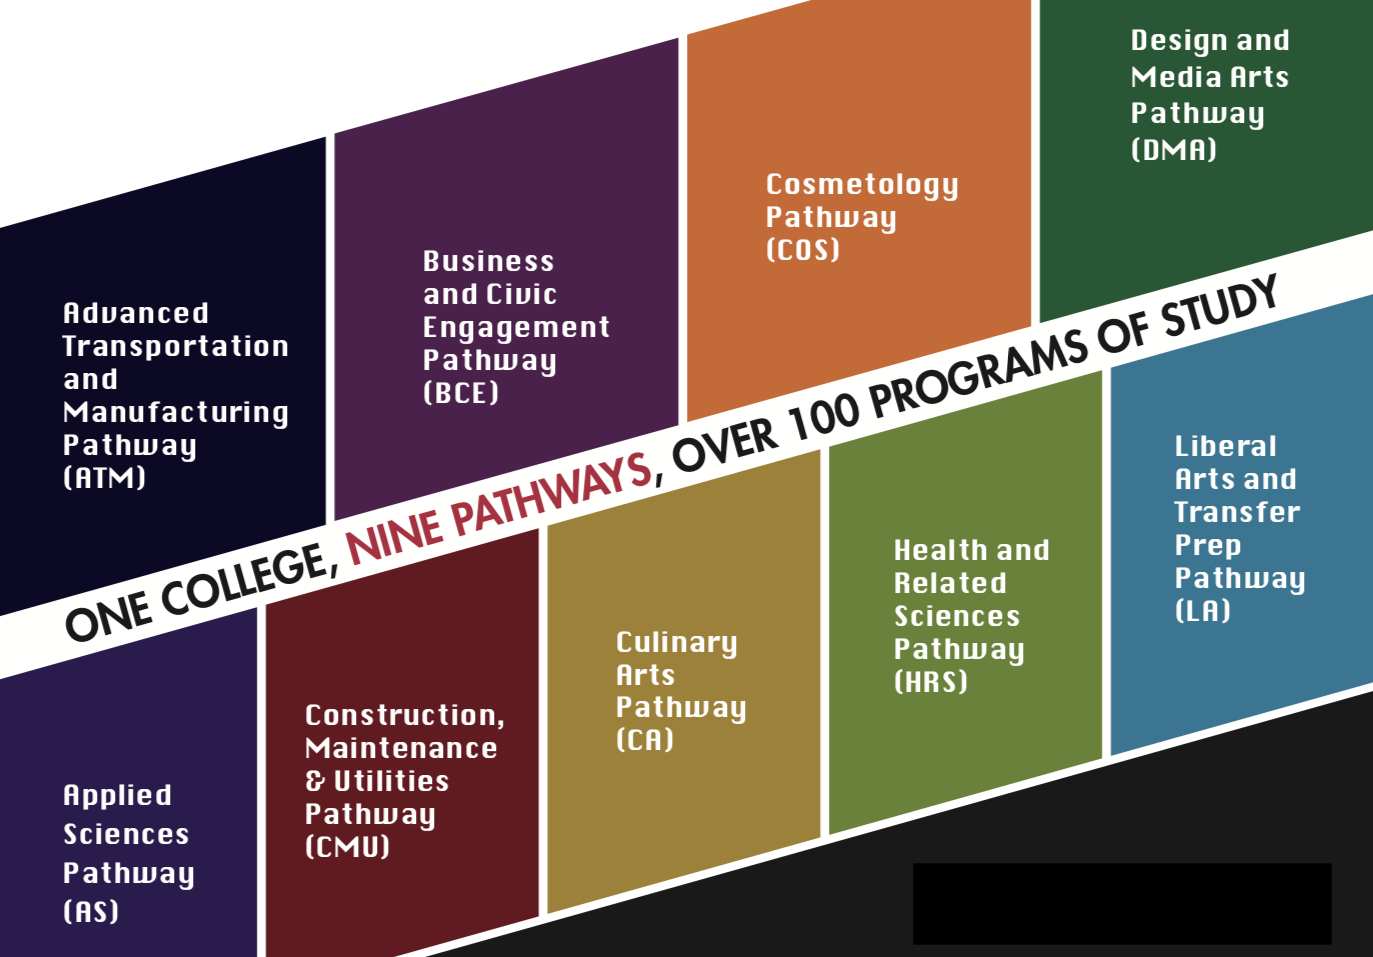 Advanced
Transportation
and
Manufacturing
Pathway
(ATM)
Business
and Civic
Engagement
Pathway
(BCE)
Cosmetology
Pathway
(COS)
Design and
Media Arts
Pathway
(DMA)
ONE COLLEGE, NINE PATHWAYS, OVER 100 PROGRAMS OF STUDY
Applied
Sciences
Pathway
(AS)
Construction,
Maintenance
& Utilities
Pathway
(CMU)
Culinary
Arts
Pathway
(CA)
Health and
Related
Sciences
Pathway
(HRS)
Liberal
Arts and
Transfer
Prep
Pathway
(LA)